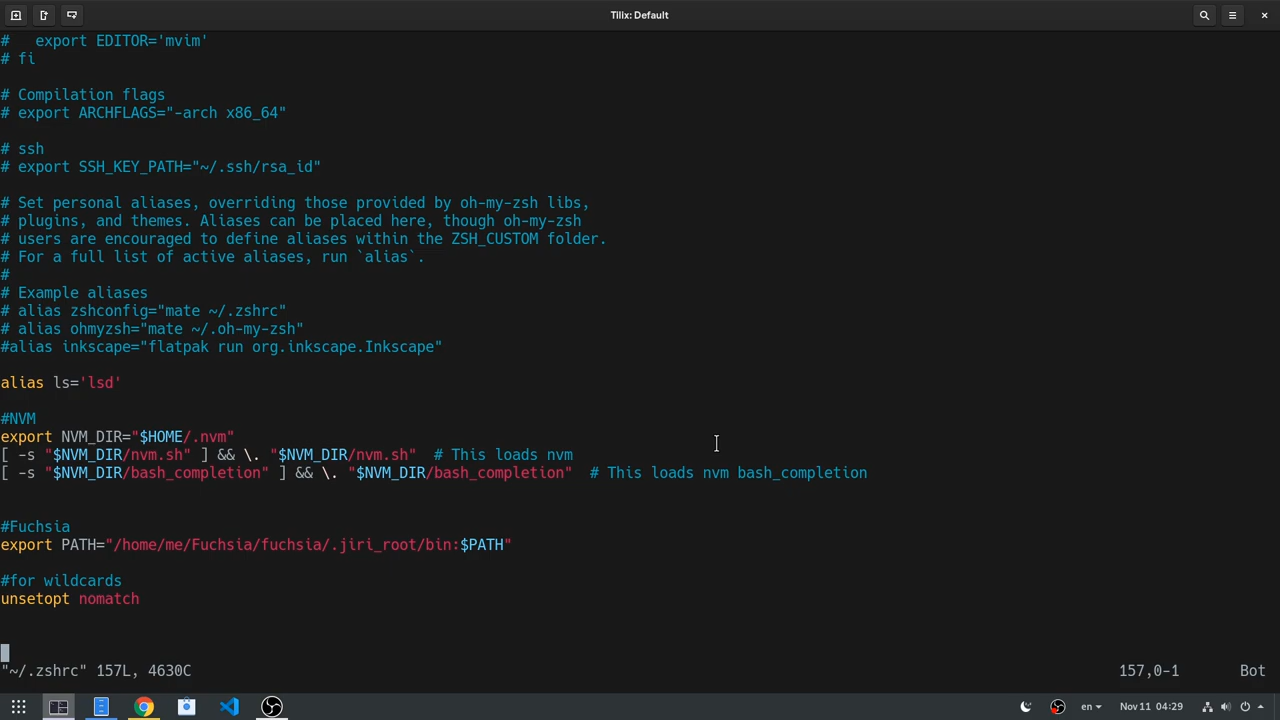 Tilix: Default
#   export EDITOR='mvim'
# fi
# Compilation flags
# export ARCHFLAGS="-arch x86_64"
# ssh
# export SSH_KEY_PATH="~/.ssh/rsa_id"
# Set personal aliases, overriding those provided by oh-my-zsh libs,
# plugins, and themes. Aliases can be placed here, though oh-my-zsh
# users are encouraged to define aliases within the ZSH_CUSTOM folder.
# For a full list of active aliases, run `alias`.
#
# Example aliases
# alias zshconfig="mate ~/.zshrc"
# alias ohmyzsh="mate ~/.oh-my-zsh"
#alias inkscape="flatpak run org.inkscape.Inkscape"
alias ls='lsd'
#NVM
export NVM_DIR="$HOME/.nvm"
[ -s "$NVM_DIR/nvm.sh" ] && \. "$NVM_DIR/nvm.sh"  # This loads nvm
[ -s "$NVM_DIR/bash_completion" ] && \. "$NVM_DIR/bash_completion"  # This loads nvm bash_completion
#Fuchsia
export PATH="/home/me/Fuchsia/fuchsia/.jiri_root/bin:$PATH"
#for wildcards
unsetopt nomatch
"~/.zshrc" 157L, 4630C 157,0-1 Bot
en Nov 11 04:29